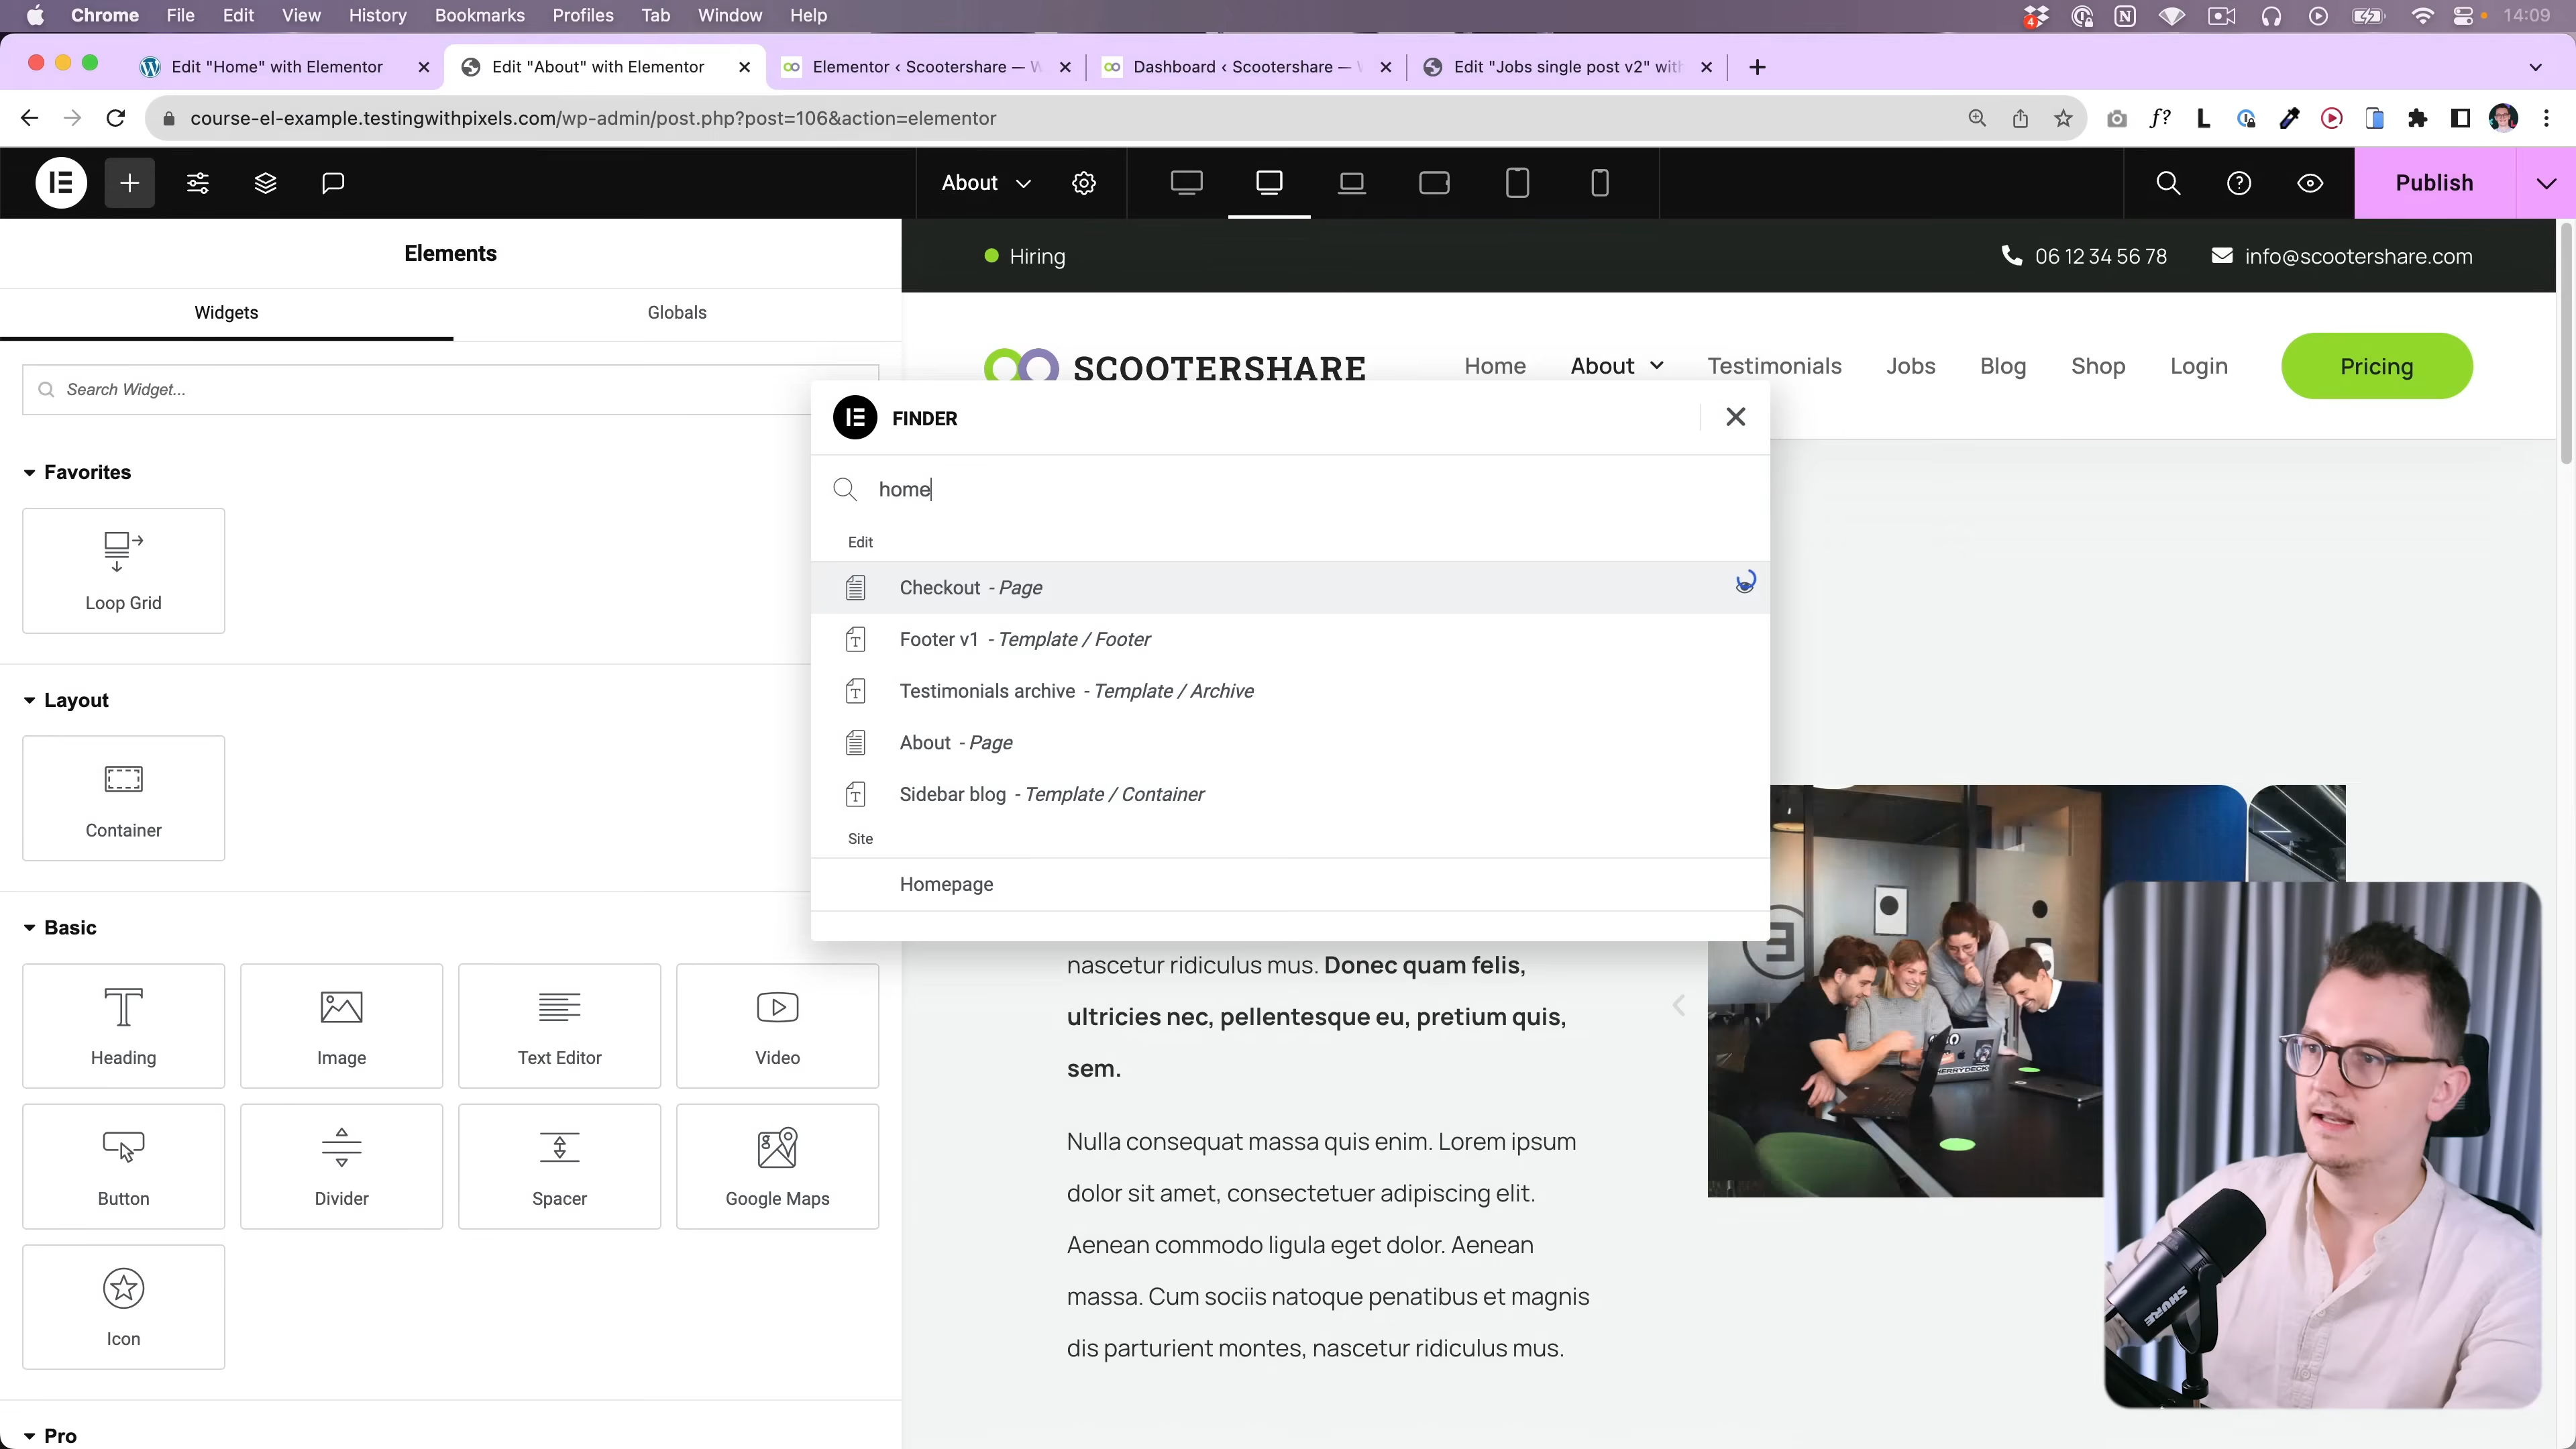 Chrome File Edit View History Bookmarks Profiles Tab Window Help
4
14:09
Edit "Home" with Elementor
Edit "About" with Elementor
Elementor ‹ Scootershare — W
Dashboard ‹ Scootershare —
Edit "Jobs single post v2" wit
course-el-example.testingwithpixels.com/wp-admin/post.php?post=106&action=elementor
About
Publish
Elements
Widgets
Globals
Search Widget...
Favorites
Loop Grid
Layout
Container
Basic
Heading
Image
Text Editor
Video
Button
Divider
Spacer
Google Maps
Icon
Pro
Hiring
06 12 34 56 78
info@scootershare.com
SCOOTERSHARE
Home
About
Testimonials
Jobs
Blog
Shop
Login
Pricing
FINDER
home
Edit
Checkout - Page
Footer v1 - Template / Footer
Testimonials archive - Template / Archive
About - Page
Sidebar blog - Template / Container
Site
Homepage
nascetur ridiculus mus. Donec quam felis,
ultricies nec, pellentesque eu, pretium quis,
sem.
Nulla consequat massa quis enim. Lorem ipsum
dolor sit amet, consectetuer adipiscing elit.
Aenean commodo ligula eget dolor. Aenean
massa. Cum sociis natoque penatibus et magnis
dis parturient montes, nascetur ridiculus mus.
SHURE